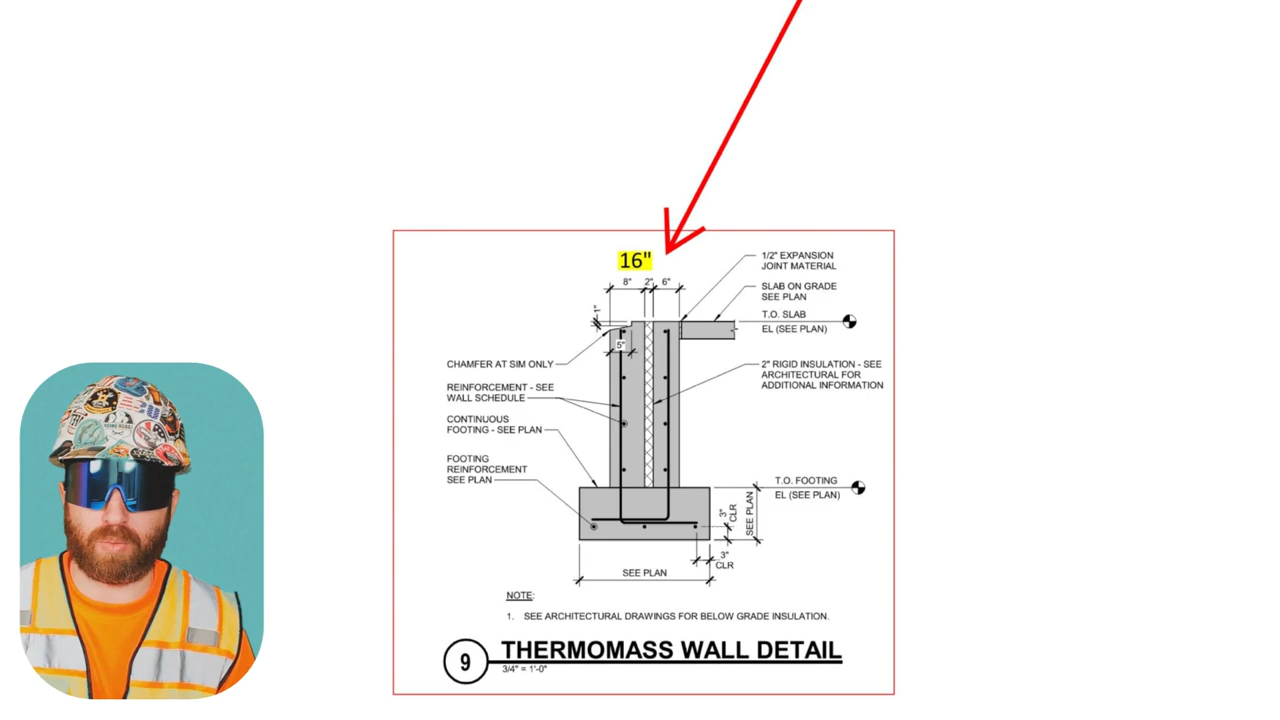 16"
8" 2" 6"
1"
5"
1/2" EXPANSION
JOINT MATERIAL
SLAB ON GRADE
SEE PLAN
T.O. SLAB
EL (SEE PLAN)
CHAMFER AT SIM ONLY
2" RIGID INSULATION - SEE
ARCHITECTURAL FOR
ADDITIONAL INFORMATION
REINFORCEMENT - SEE
WALL SCHEDULE
CONTINUOUS
FOOTING - SEE PLAN
FOOTING
REINFORCEMENT
SEE PLAN
T.O. FOOTING
EL (SEE PLAN)
3"
CLR
SEE PLAN
3"
CLR
SEE PLAN
NOTE:
1. SEE ARCHITECTURAL DRAWINGS FOR BELOW GRADE INSULATION.
9 THERMOMASS WALL DETAIL
3/4" = 1'-0"